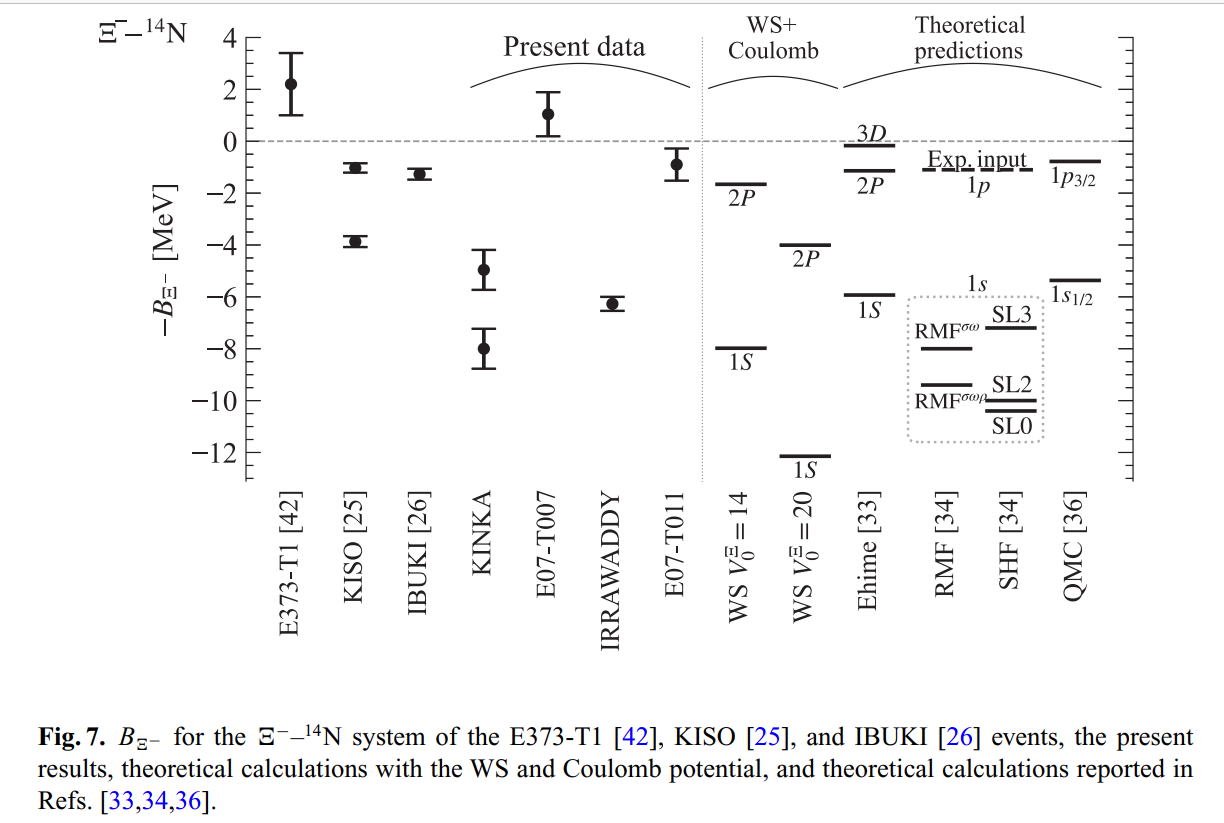 Ξ⁻–¹⁴N
WS+
Coulomb
Theoretical
predictions
Present data
4
2
0
−2
−4
−6
−8
−10
−12
−B_Ξ⁻ [MeV]
3D
Exp. input
2P
1p
1p3/2
2P
2P
1s
1S
1s1/2
SL3
RMF^σω
1S
SL2
RMF^σωρ
SL0
1S
E373-T1 [42]
KISO [25]
IBUKI [26]
KINKA
E07-T007
IRRAWADDY
E07-T011
WS V₀^Ξ = 14
WS V₀^Ξ = 20
Ehime [33]
RMF [34]
SHF [34]
QMC [36]
Fig. 7. B_Ξ⁻ for the Ξ⁻–¹⁴N system of the E373-T1 [42], KISO [25], and IBUKI [26] events, the present
results, theoretical calculations with the WS and Coulomb potential, and theoretical calculations reported in
Refs. [33,34,36].